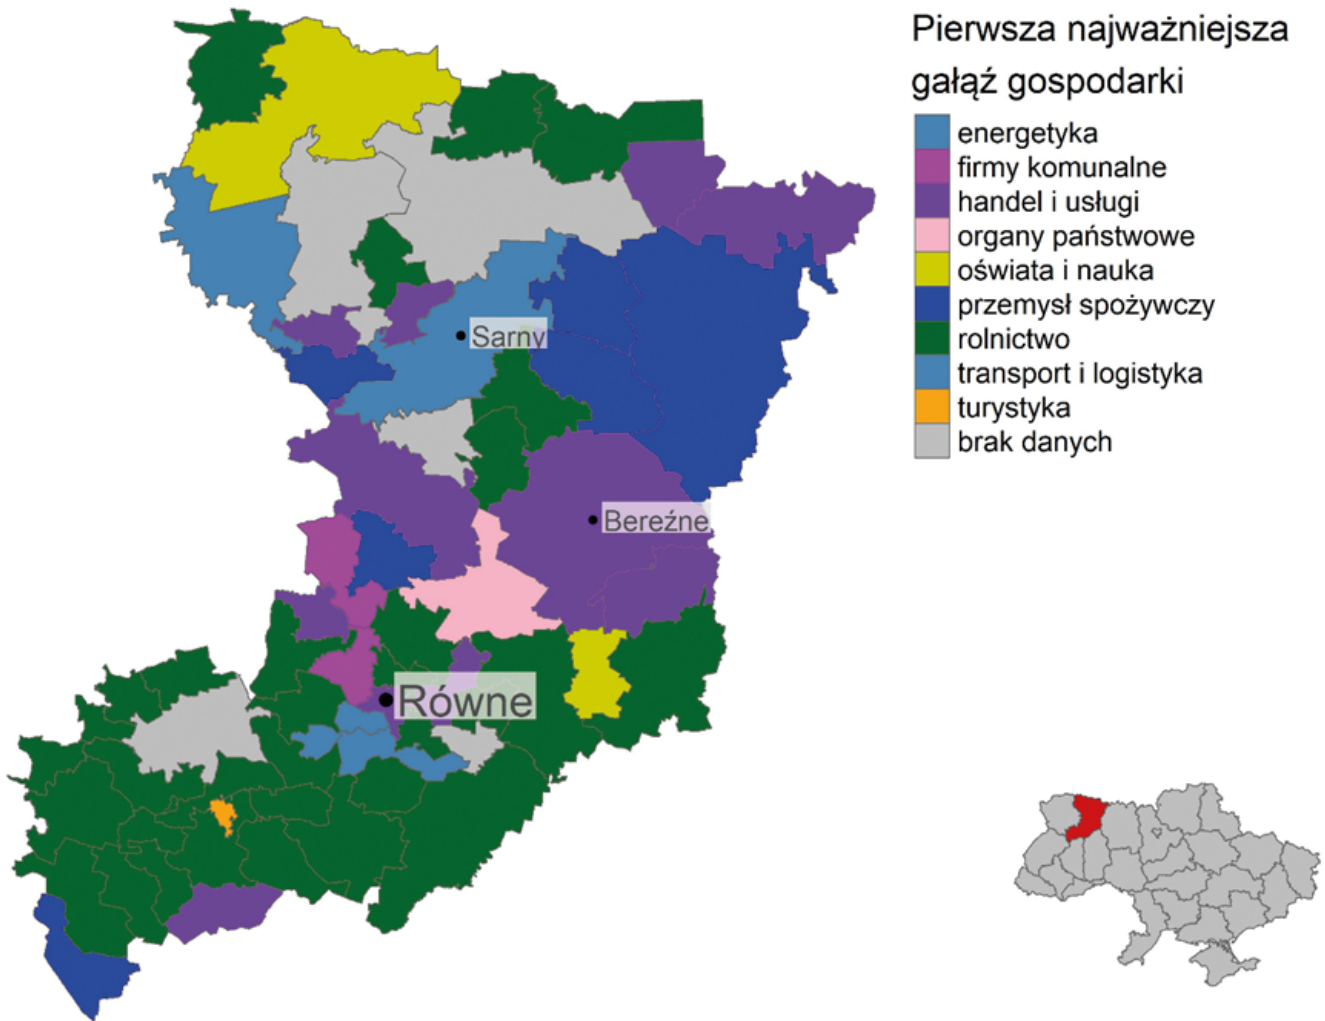 Pierwsza najważniejsza
gałąź gospodarki
energetyka
firmy komunalne
handel i usługi
organy państwowe
oświata i nauka
przemysł spożywczy
rolnictwo
transport i logistyka
turystyka
brak danych
Sarny
Bereźne
Równe